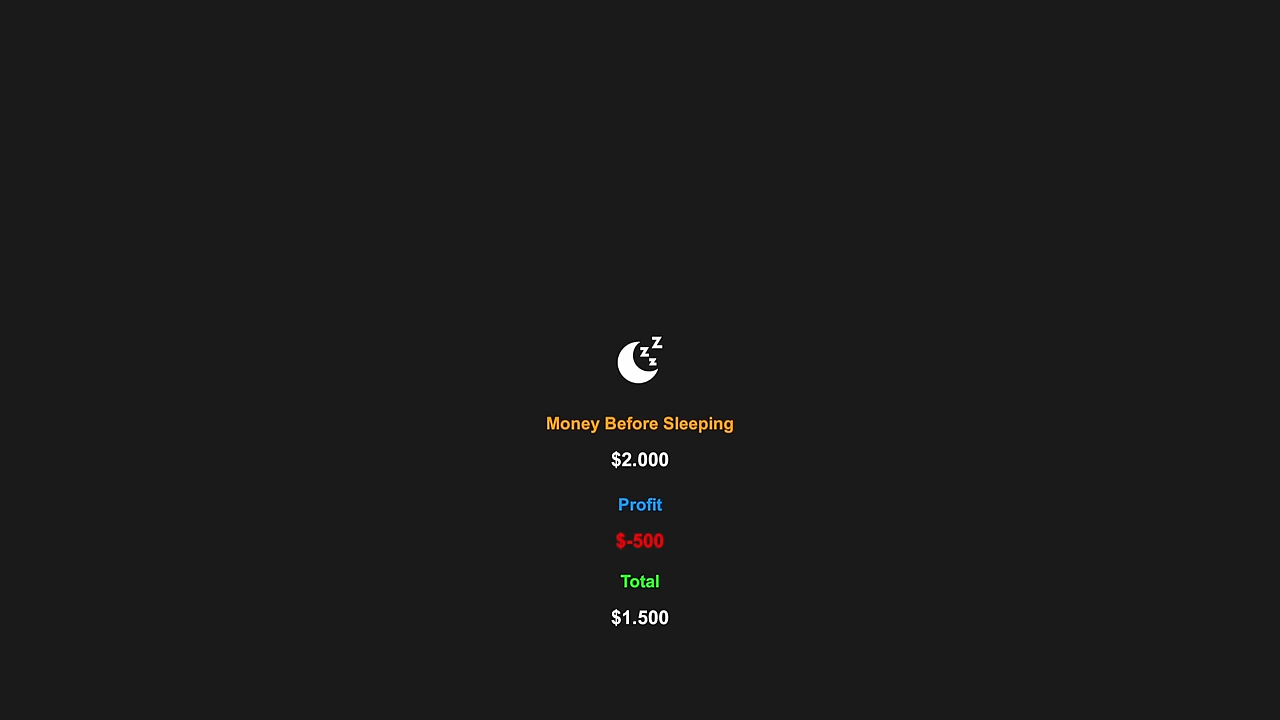 z
z
z
Money Before Sleeping
$2.000
Profit
$-500
Total
$1.500